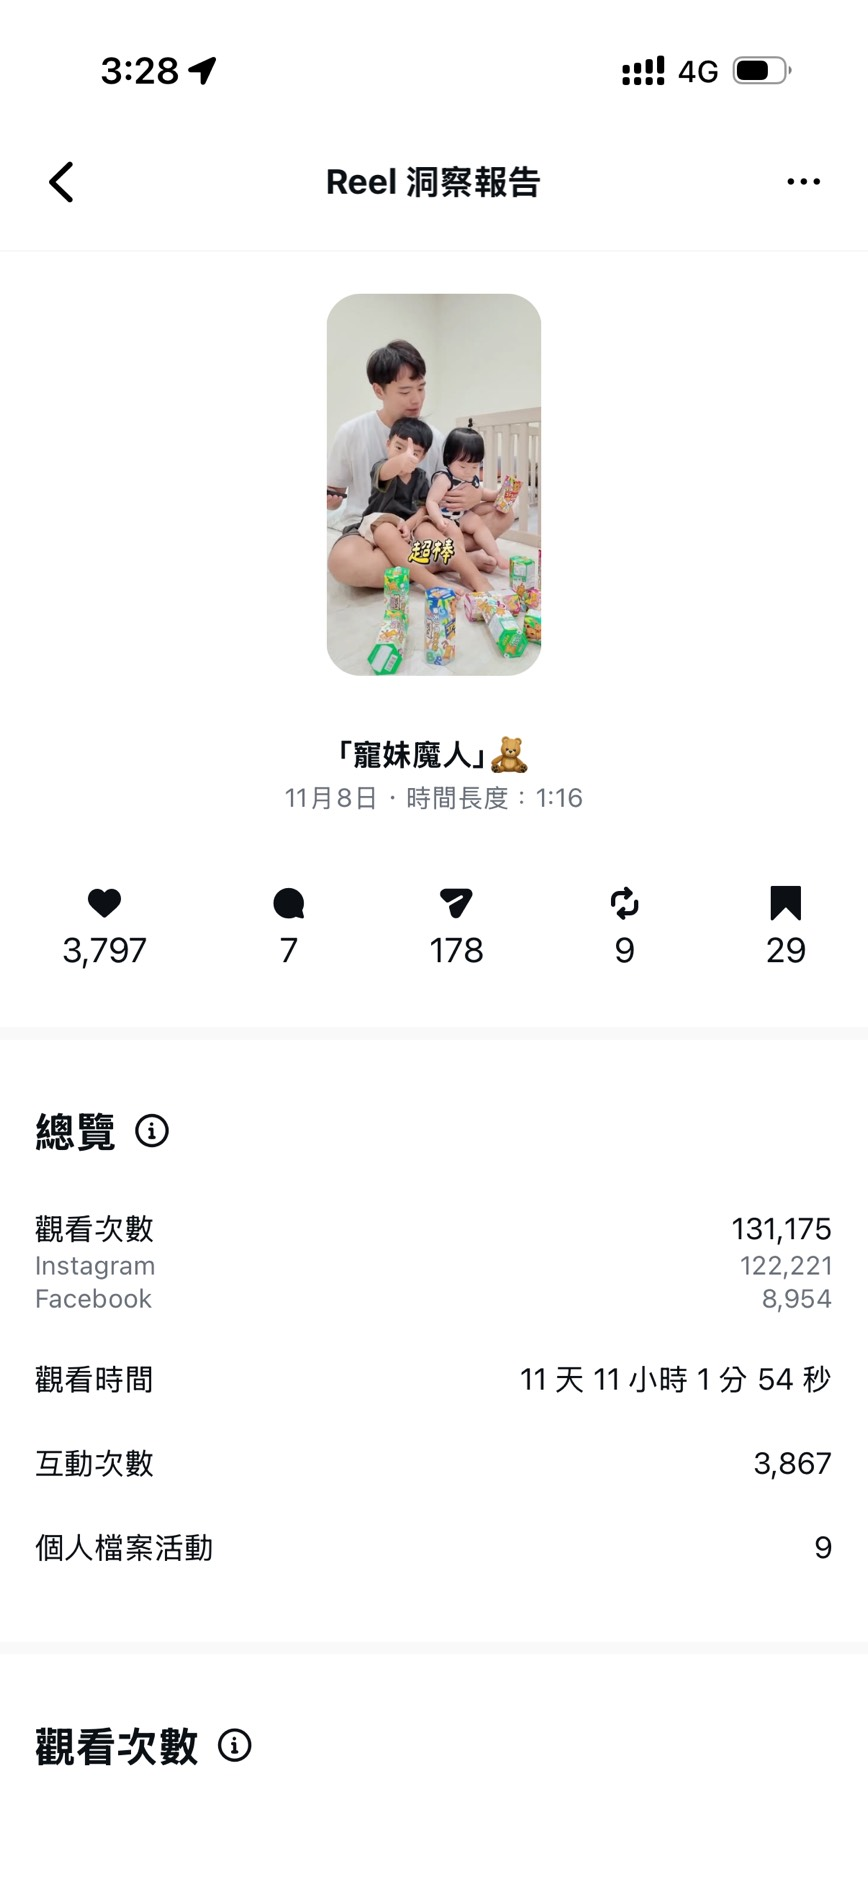 3:28
4G
Reel 洞察報告
超棒
「寵妹魔人」🧸
11月8日 · 時間長度：1:16
3,797
7
178
9
29
總覽
觀看次數
131,175
Instagram
122,221
Facebook
8,954
觀看時間
11 天 11 小時 1 分 54 秒
互動次數
3,867
個人檔案活動
9
觀看次數